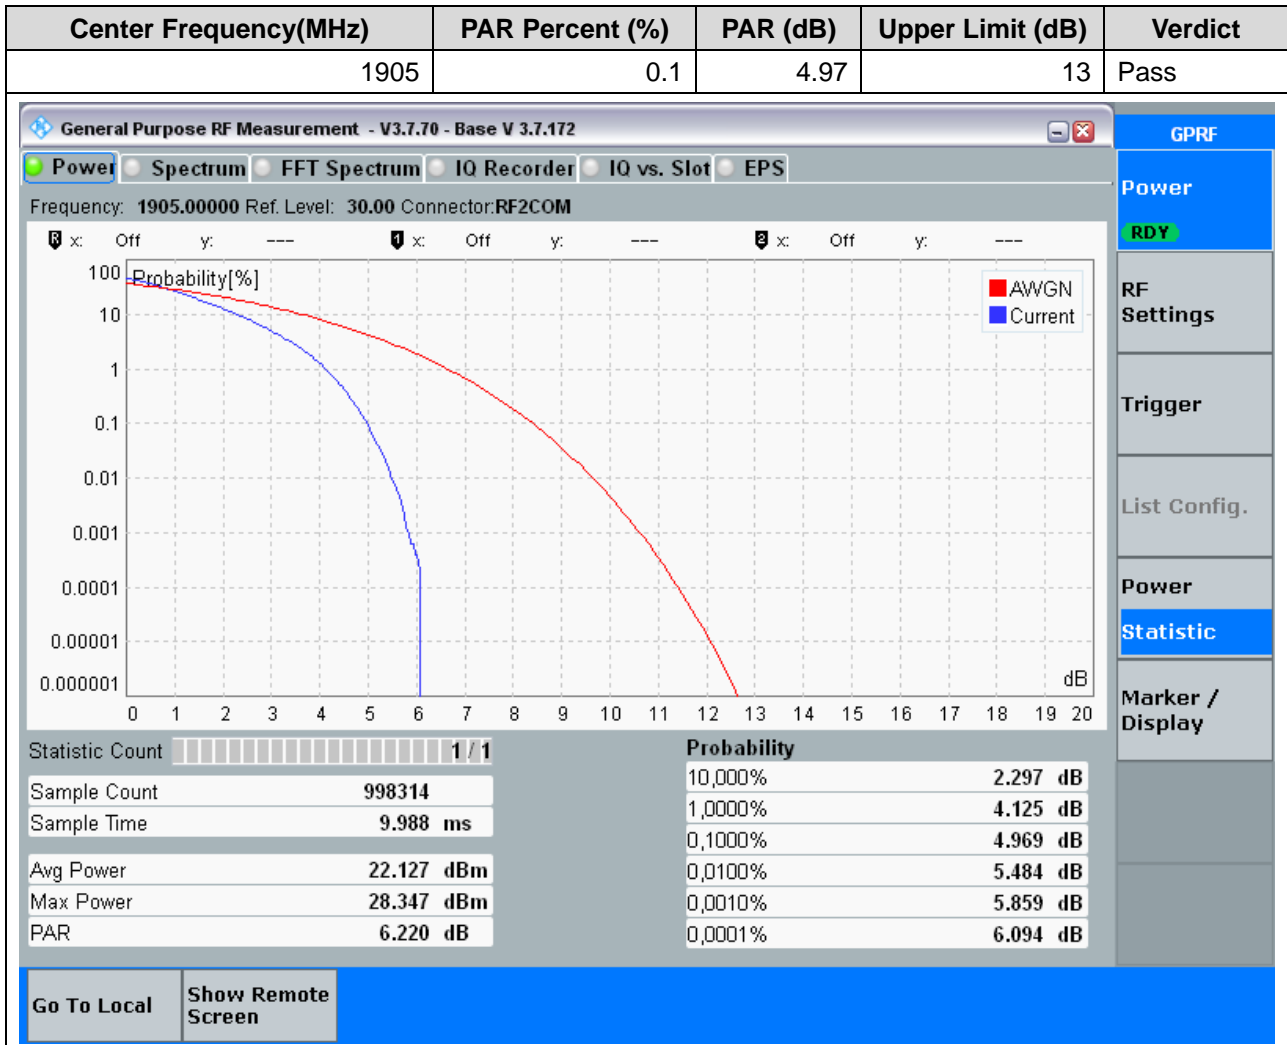 Center Frequency(MHz) PAR Percent (%) PAR (dB) Upper Limit (dB) Verdict
1905 0.1 4.97 13 Pass
General Purpose RF Measurement - V3.7.70 - Base V 3.7.172
GPRF
Power Spectrum FFT Spectrum IQ Recorder IQ vs. Slot EPS
Power
RDY
Frequency: 1905.00000 Ref. Level: 30.00 Connector:RF2COM
R x: Off y: --- 1 x: Off y: --- 2 x: Off y: ---
Probability[%]
AWGN
Current
100
10
1
0.1
0.01
0.001
0.0001
0.00001
0.000001
dB
0 1 2 3 4 5 6 7 8 9 10 11 12 13 14 15 16 17 18 19 20
RF
Settings
Trigger
List Config.
Power
Statistic
Marker /
Display
Statistic Count 1 / 1
Sample Count 998314
Sample Time 9.988 ms
Avg Power 22.127 dBm
Max Power 28.347 dBm
PAR 6.220 dB
Probability
10,000% 2.297 dB
1,0000% 4.125 dB
0,1000% 4.969 dB
0,0100% 5.484 dB
0,0010% 5.859 dB
0,0001% 6.094 dB
Go To Local
Show Remote
Screen